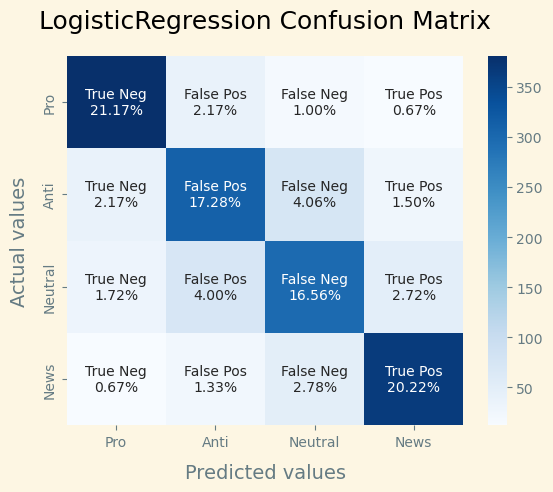 LogisticRegression Confusion Matrix
Actual values
Pro
True Neg
21.17%
False Pos
2.17%
False Neg
1.00%
True Pos
0.67%
Anti
True Neg
2.17%
False Pos
17.28%
False Neg
4.06%
True Pos
1.50%
Neutral
True Neg
1.72%
False Pos
4.00%
False Neg
16.56%
True Pos
2.72%
News
True Neg
0.67%
False Pos
1.33%
False Neg
2.78%
True Pos
20.22%
Pro
Anti
Neutral
News
Predicted values
350
300
250
200
150
100
50